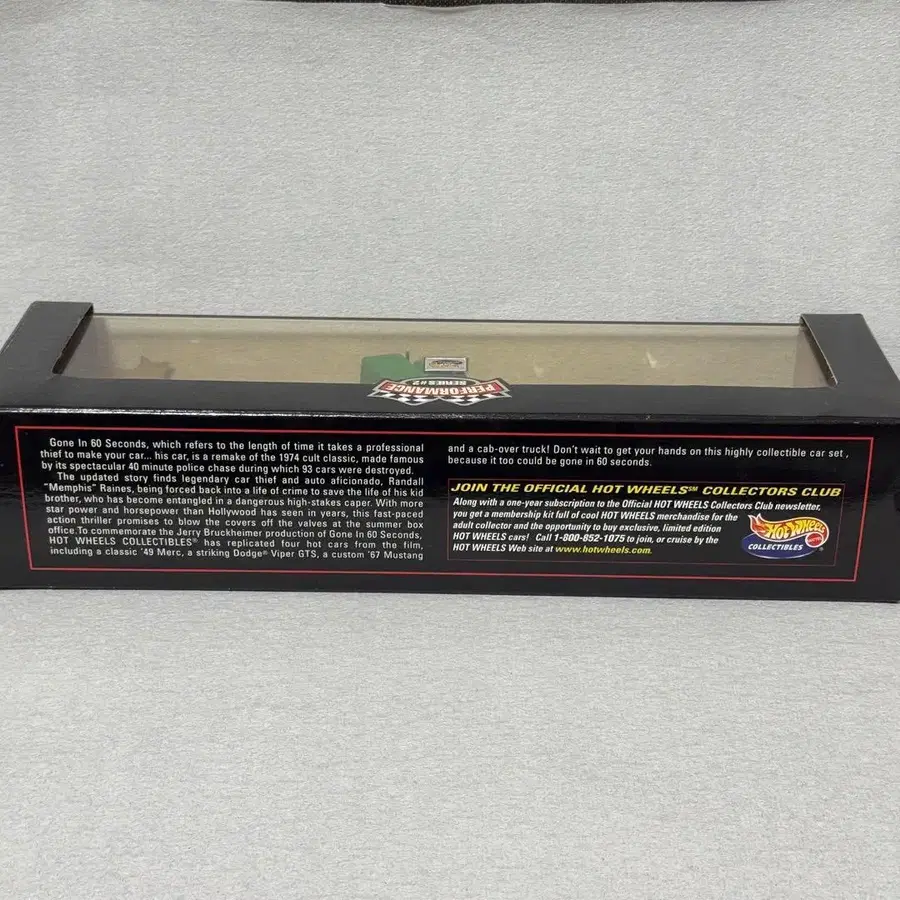 PERFORMANCE
SERIES #2
Gone In 60 Seconds, which refers to the length of time it takes a professional
thief to make your car... his car, is a remake of the 1974 cult classic, made famous
by its spectacular 40 minute police chase during which 93 cars were destroyed.
The updated story finds legendary car thief and auto aficionado, Randall
"Memphis" Raines, being forced back into a life of crime to save the life of his kid
brother, who has become entangled in a dangerous high-stakes caper. With more
star power and horsepower than Hollywood has seen in years, this fast-paced
action thriller promises to blow the covers off the valves at the summer box
office.To commemorate the Jerry Bruckheimer production of Gone In 60 Seconds,
HOT WHEELS COLLECTIBLES® has replicated four hot cars from the film,
including a classic '49 Merc, a striking Dodge® Viper GTS, a custom '67 Mustang
and a cab-over truck! Don't wait to get your hands on this highly collectible car set ,
because it too could be gone in 60 seconds.
JOIN THE OFFICIAL HOT WHEELS℠ COLLECTORS CLUB
Along with a one-year subscription to the Official HOT WHEELS Collectors Club newsletter,
you get a membership kit full of cool HOT WHEELS merchandise for the
adult collector and the opportunity to buy exclusive, limited edition
HOT WHEELS cars! Call 1-800-852-1075 to join, or cruise by the
HOT WHEELS Web site at www.hotwheels.com.
HOT WHEELS
COLLECTIBLES